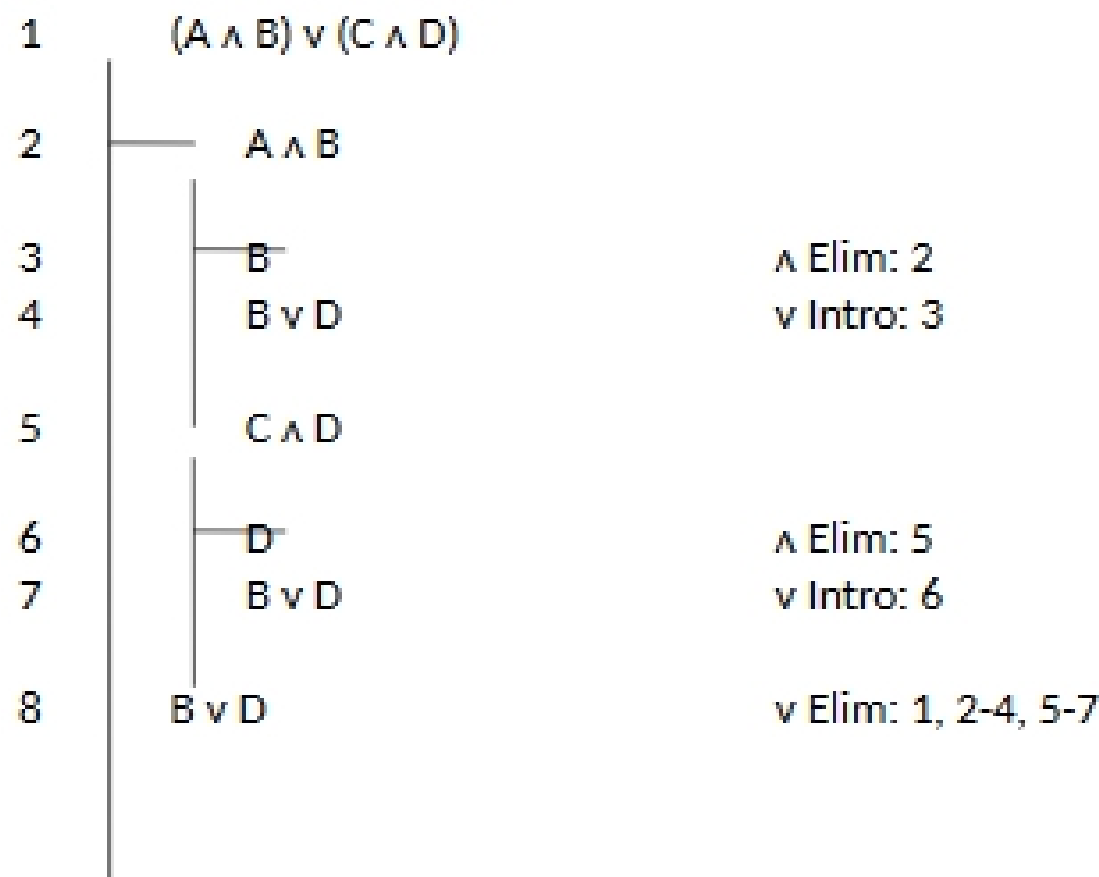 1 (A ∧ B) ∨ (C ∧ D)
2 A ∧ B
3 B ∧ Elim: 2
4 B ∨ D ∨ Intro: 3
5 C ∧ D
6 D ∧ Elim: 5
7 B ∨ D ∨ Intro: 6
8 B ∨ D ∨ Elim: 1, 2-4, 5-7